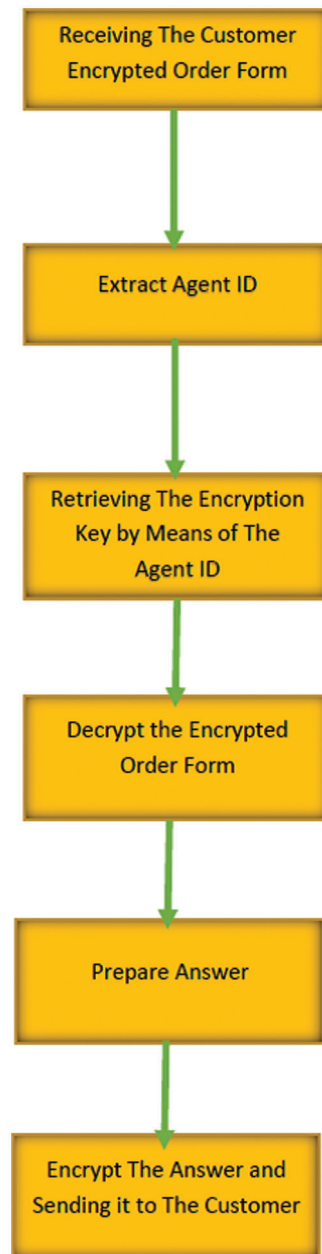 Receiving The Customer
Encrypted Order Form
Extract Agent ID
Retrieving The Encryption
Key by Means of The
Agent ID
Decrypt the Encrypted
Order Form
Prepare Answer
Encrypt The Answer and
Sending it to The Customer